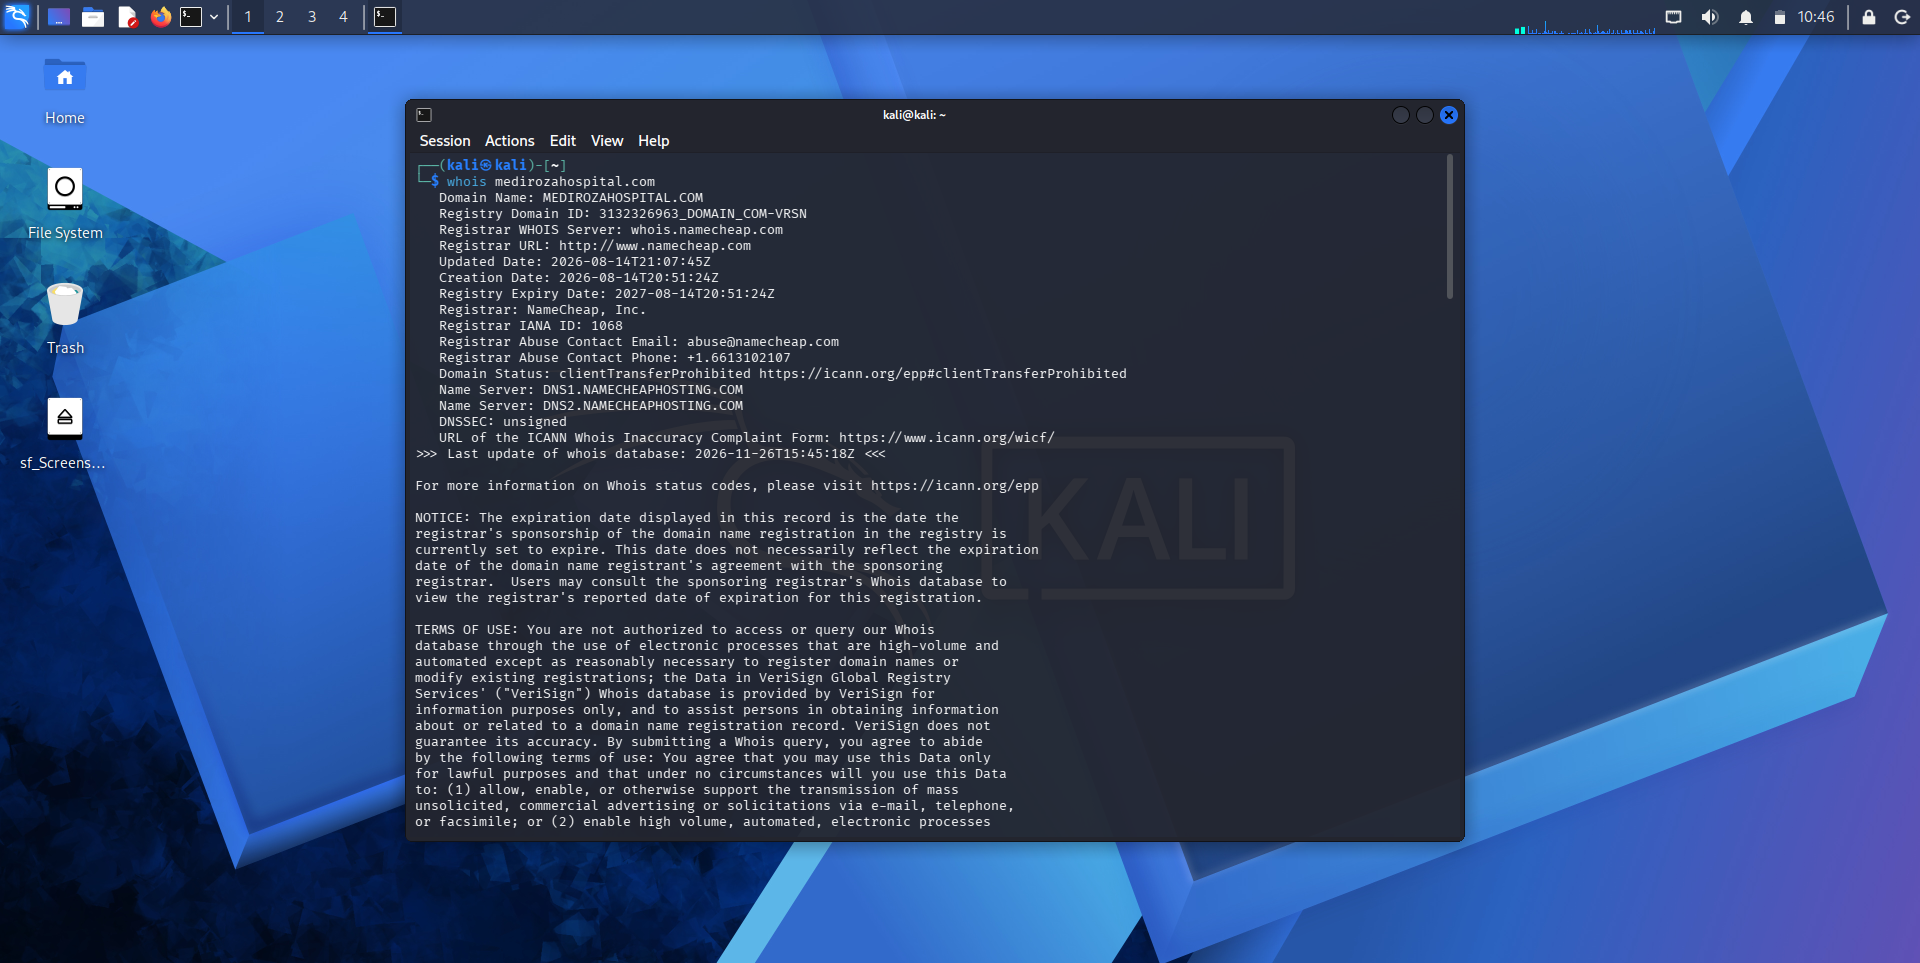 1 2 3 4
10:46
Home
File System
Trash
sf_Screens...
kali@kali: ~
Session Actions Edit View Help
┌──(kali㉿kali)-[~]
└─$ whois medirozahospital.com
Domain Name: MEDIROZAHOSPITAL.COM
Registry Domain ID: 3132326963_DOMAIN_COM-VRSN
Registrar WHOIS Server: whois.namecheap.com
Registrar URL: http://www.namecheap.com
Updated Date: 2026-08-14T21:07:45Z
Creation Date: 2026-08-14T20:51:24Z
Registry Expiry Date: 2027-08-14T20:51:24Z
Registrar: NameCheap, Inc.
Registrar IANA ID: 1068
Registrar Abuse Contact Email: abuse@namecheap.com
Registrar Abuse Contact Phone: +1.6613102107
Domain Status: clientTransferProhibited https://icann.org/epp#clientTransferProhibited
Name Server: DNS1.NAMECHEAPHOSTING.COM
Name Server: DNS2.NAMECHEAPHOSTING.COM
DNSSEC: unsigned
URL of the ICANN Whois Inaccuracy Complaint Form: https://www.icann.org/wicf/
>>> Last update of whois database: 2026-11-26T15:45:18Z <<<
For more information on Whois status codes, please visit https://icann.org/epp
NOTICE: The expiration date displayed in this record is the date the
registrar's sponsorship of the domain name registration in the registry is
currently set to expire. This date does not necessarily reflect the expiration
date of the domain name registrant's agreement with the sponsoring
registrar.  Users may consult the sponsoring registrar's Whois database to
view the registrar's reported date of expiration for this registration.
TERMS OF USE: You are not authorized to access or query our Whois
database through the use of electronic processes that are high-volume and
automated except as reasonably necessary to register domain names or
modify existing registrations; the Data in VeriSign Global Registry
Services' ("VeriSign") Whois database is provided by VeriSign for
information purposes only, and to assist persons in obtaining information
about or related to a domain name registration record. VeriSign does not
guarantee its accuracy. By submitting a Whois query, you agree to abide
by the following terms of use: You agree that you may use this Data only
for lawful purposes and that under no circumstances will you use this Data
to: (1) allow, enable, or otherwise support the transmission of mass
unsolicited, commercial advertising or solicitations via e-mail, telephone,
or facsimile; or (2) enable high volume, automated, electronic processes
KALI